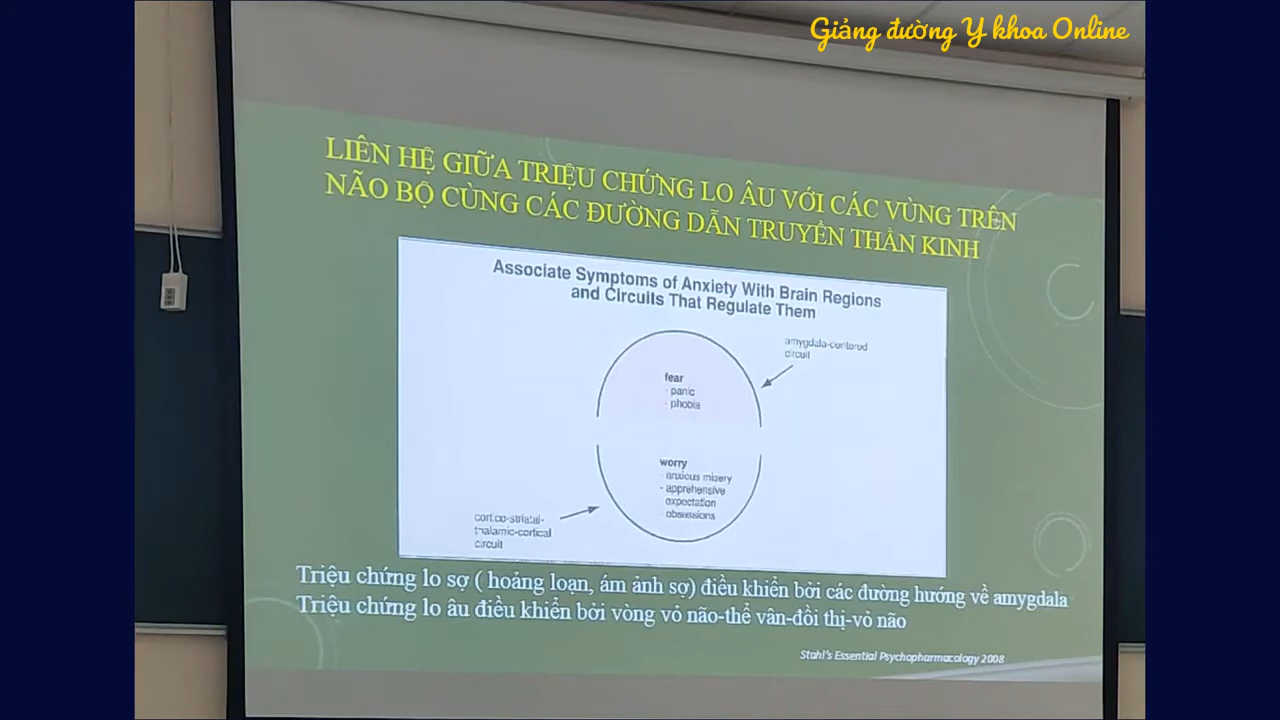 Giảng đường Y khoa Online
LIÊN HỆ GIỮA TRIỆU CHỨNG LO ÂU VỚI CÁC VÙNG TRÊN
NÃO BỘ CÙNG CÁC ĐƯỜNG DẪN TRUYỀN THẦN KINH
Associate Symptoms of Anxiety With Brain Regions
and Circuits That Regulate Them
amygdala-centered
circuit
fear
- panic
- phobia
worry
- anxious misery
- apprehensive
expectation
- obsessions
cortico-striatal-
thalamic-cortical
circuit
Triệu chứng lo sợ ( hoảng loạn, ám ảnh sợ) điều khiển bởi các đường hướng về amygdala
Triệu chứng lo âu điều khiển bởi vòng vỏ não-thể vân-đồi thị-vỏ não
Stahl's Essential Psychopharmacology 2008